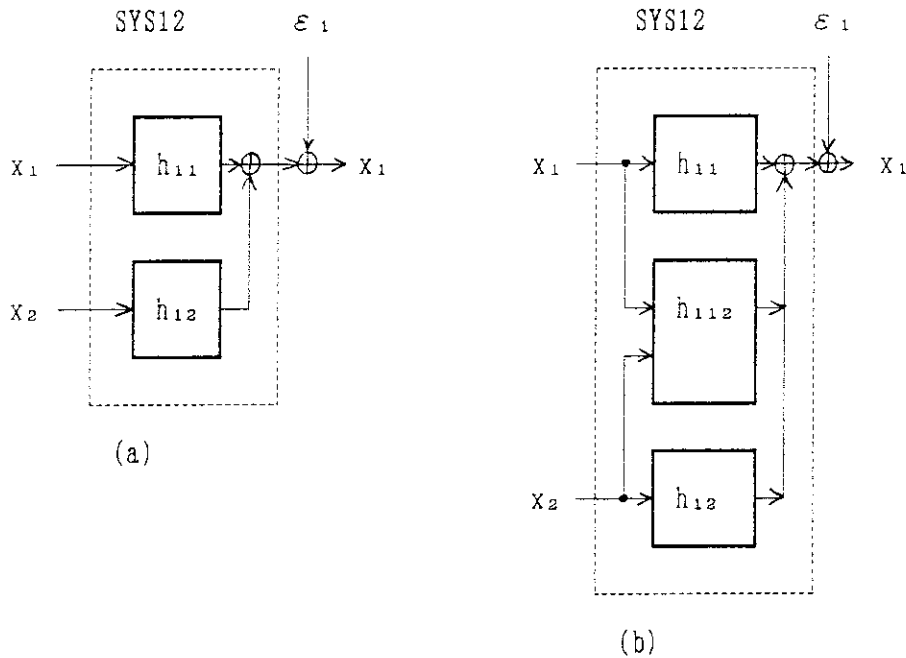 SYS12
ε₁
x₁
h₁₁
x₁
x₂
h₁₂
(a)
SYS12
ε₁
x₁
h₁₁
x₁
h₁₁₂
x₂
h₁₂
(b)